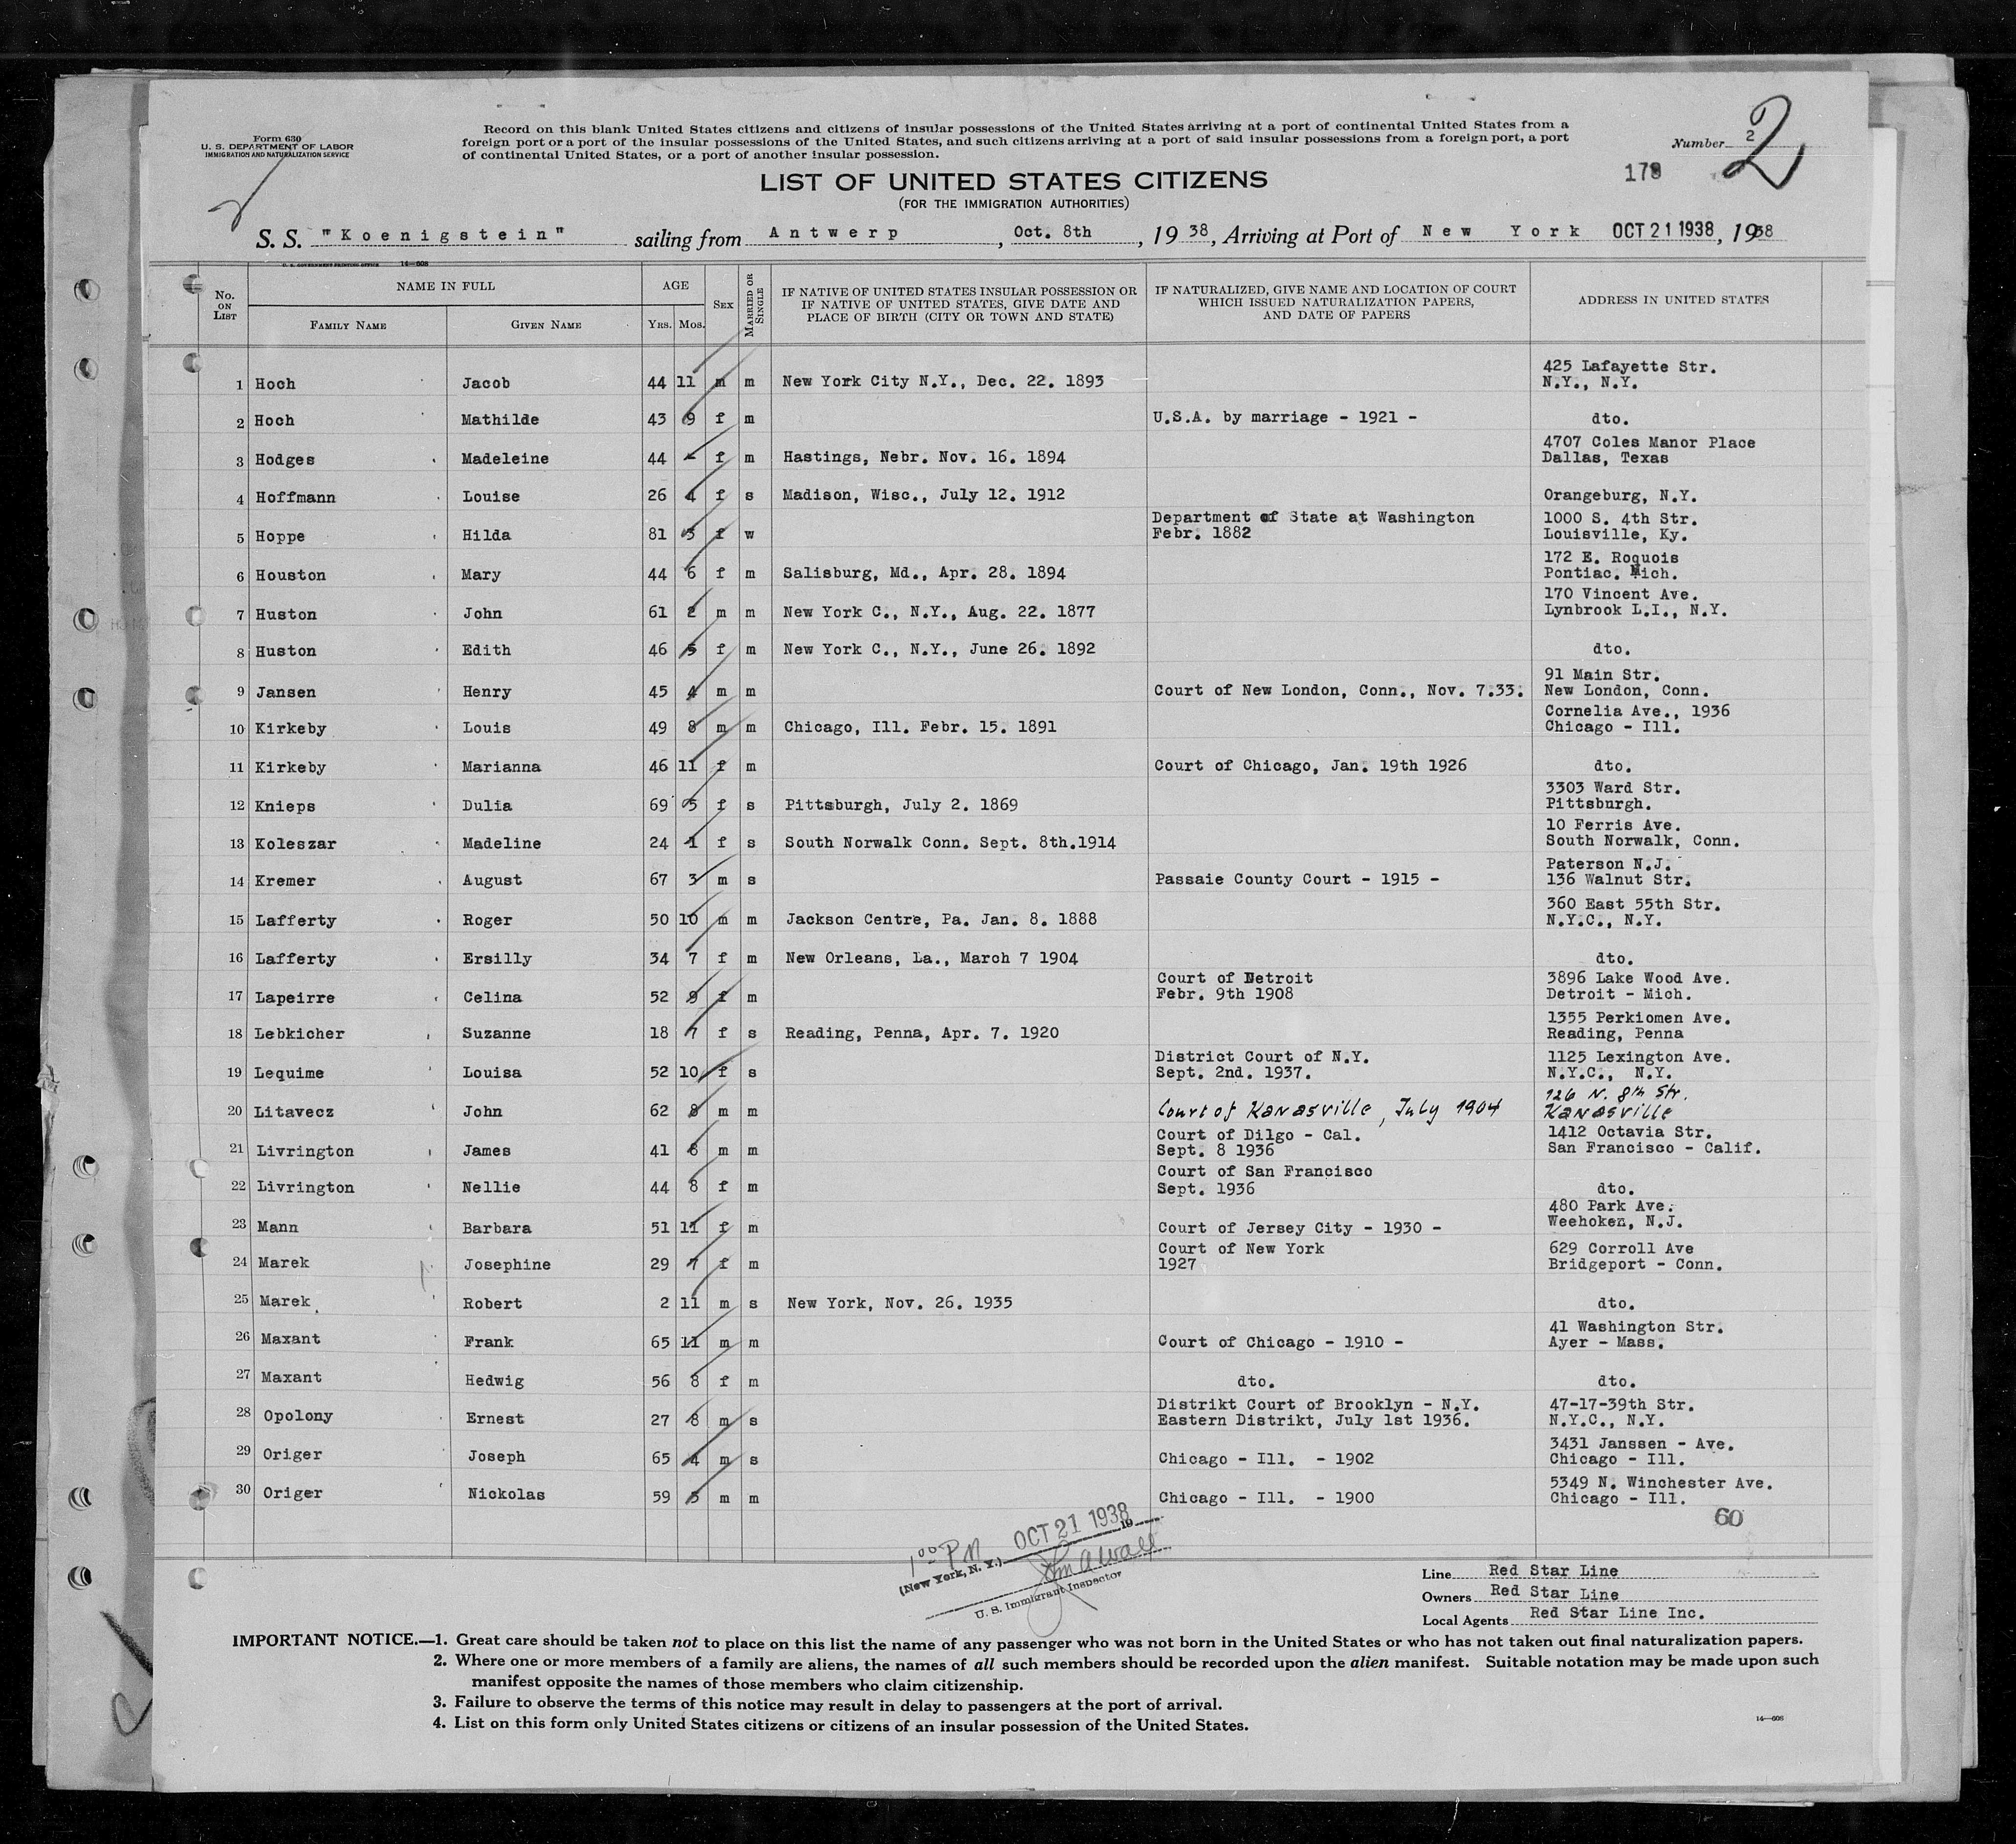 Form 630
U. S. DEPARTMENT OF LABOR
IMMIGRATION AND NATURALIZATION SERVICE
Record on this blank United States citizens and citizens of insular possessions of the United States arriving at a port of continental United States from a
foreign port or a port of the insular possessions of the United States, and such citizens arriving at a port of said insular possessions from a foreign port, a port
of continental United States, or a port of another insular possession.
Number 2
2
178
LIST OF UNITED STATES CITIZENS
(FOR THE IMMIGRATION AUTHORITIES)
S. S. "Koenigstein" sailing from Antwerp, Oct. 8th, 1938, Arriving at Port of New York OCT 21 1938, 1938
U. S. GOVERNMENT PRINTING OFFICE 14—608
No. ON LIST
NAME IN FULL
FAMILY NAME
GIVEN NAME
AGE
YRS. MOS.
SEX
MARRIED OR SINGLE
IF NATIVE OF UNITED STATES INSULAR POSSESSION OR
IF NATIVE OF UNITED STATES, GIVE DATE AND
PLACE OF BIRTH (CITY OR TOWN AND STATE)
IF NATURALIZED, GIVE NAME AND LOCATION OF COURT
WHICH ISSUED NATURALIZATION PAPERS,
AND DATE OF PAPERS
ADDRESS IN UNITED STATES
1 Hoch Jacob 44 11 m m New York City N.Y., Dec. 22. 1893 425 Lafayette Str.
N.Y., N.Y.
2 Hoch Mathilde 43 9 f m U.S.A. by marriage - 1921 - dto.
3 Hodges Madeleine 44 - f m Hastings, Nebr. Nov. 16. 1894 4707 Coles Manor Place
Dallas, Texas
4 Hoffmann Louise 26 4 f s Madison, Wisc., July 12. 1912 Orangeburg, N.Y.
5 Hoppe Hilda 81 3 f w Department of State at Washington
Febr. 1882 1000 S. 4th Str.
Louisville, Ky.
6 Houston Mary 44 6 f m Salisburg, Md., Apr. 28. 1894 172 E. Roquois
Pontiac. Mich.
7 Huston John 61 2 m m New York C., N.Y., Aug. 22. 1877 170 Vincent Ave.
Lynbrook L.I., N.Y.
8 Huston Edith 46 5 f m New York C., N.Y., June 26. 1892 dto.
9 Jansen Henry 45 4 m m Court of New London, Conn., Nov. 7.33. 91 Main Str.
New London, Conn.
10 Kirkeby Louis 49 8 m m Chicago, Ill. Febr. 15. 1891 Cornelia Ave., 1936
Chicago - Ill.
11 Kirkeby Marianna 46 11 f m Court of Chicago, Jan. 19th 1926 dto.
12 Knieps Dulia 69 5 f s Pittsburgh, July 2. 1869 3303 Ward Str.
Pittsburgh.
13 Koleszar Madeline 24 1 f s South Norwalk Conn. Sept. 8th.1914 10 Ferris Ave.
South Norwalk, Conn.
14 Kremer August 67 3 m s Passaie County Court - 1915 - Paterson N.J.
136 Walnut Str.
15 Lafferty Roger 50 10 m m Jackson Centre, Pa. Jan. 8. 1888 360 East 55th Str.
N.Y.C., N.Y.
16 Lafferty Ersilly 34 7 f m New Orleans, La., March 7 1904 dto.
17 Lapeirre Celina 52 9 f m Court of Detroit
Febr. 9th 1908 3896 Lake Wood Ave.
Detroit - Mich.
18 Lebkicher Suzanne 18 7 f s Reading, Penna, Apr. 7. 1920 1355 Perkiomen Ave.
Reading, Penna
19 Lequime Louisa 52 10 f s District Court of N.Y.
Sept. 2nd. 1937. 1125 Lexington Ave.
N.Y.C., N.Y.
20 Litavecz John 62 8 m m Court of Kanasville, July 1904 926 N. 8th Str.
Kanasville
21 Livrington James 41 8 m m Court of Dilgo - Cal.
Sept. 8 1936 1412 Octavia Str.
San Francisco - Calif.
22 Livrington Nellie 44 8 f m Court of San Francisco
Sept. 1936 dto.
23 Mann Barbara 51 11 f m Court of Jersey City - 1930 - 480 Park Ave.
Weehoken, N.J.
24 Marek Josephine 29 7 f m Court of New York
1927 629 Corroll Ave
Bridgeport - Conn.
25 Marek Robert 2 11 m s New York, Nov. 26. 1935 dto.
26 Maxant Frank 65 11 m m Court of Chicago - 1910 - 41 Washington Str.
Ayer - Mass.
27 Maxant Hedwig 56 8 f m dto. dto.
28 Opolony Ernest 27 8 m s Distrikt Court of Brooklyn - N.Y.
Eastern Distrikt, July 1st 1936. 47-17-39th Str.
N.Y.C., N.Y.
29 Origer Joseph 65 4 m s Chicago - Ill. - 1902 3431 Janssen - Ave.
Chicago - Ill.
30 Origer Nickolas 59 5 m m Chicago - Ill. - 1900 5349 N. Winchester Ave.
Chicago - Ill.
60
1 00 PM OCT 21 1938 19
(New York, N. Y.)
John A Wall
U. S. Immigrant Inspector
Line Red Star Line
Owners Red Star Line
Local Agents Red Star Line Inc.
IMPORTANT NOTICE.—1. Great care should be taken not to place on this list the name of any passenger who was not born in the United States or who has not taken out final naturalization papers.
2. Where one or more members of a family are aliens, the names of all such members should be recorded upon the alien manifest. Suitable notation may be made upon such
manifest opposite the names of those members who claim citizenship.
3. Failure to observe the terms of this notice may result in delay to passengers at the port of arrival.
4. List on this form only United States citizens or citizens of an insular possession of the United States.
14—608